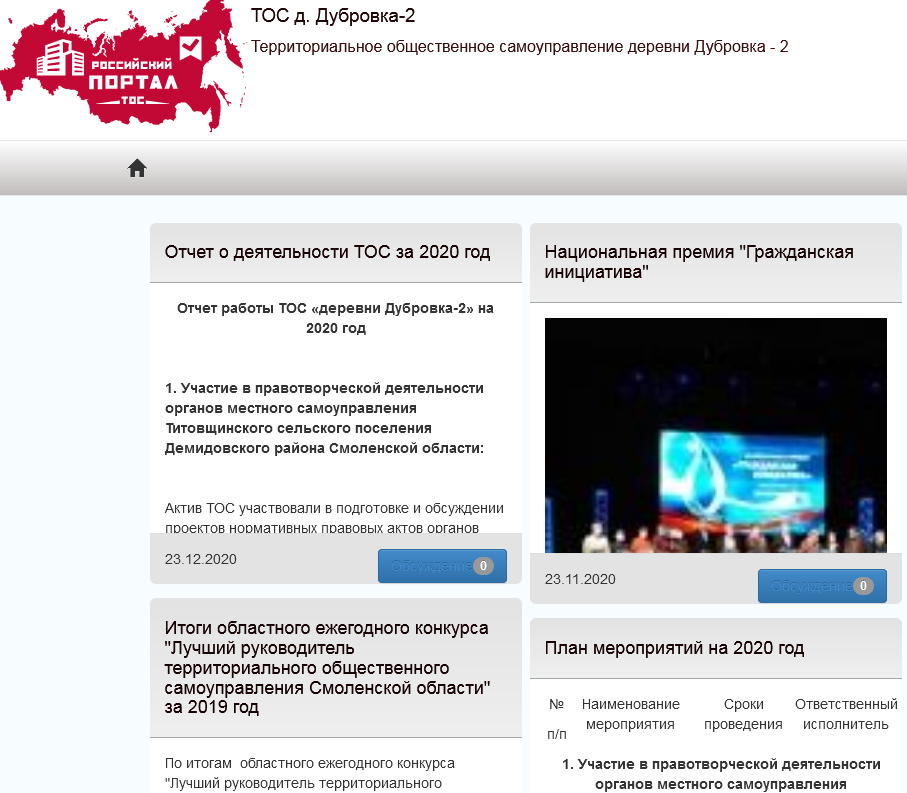 РОССИЙСКИЙ
ПОРТАЛ
ТОС
ТОС д. Дубровка-2
Территориальное общественное самоуправление деревни Дубровка - 2
Отчет о деятельности ТОС за 2020 год
Отчет работы ТОС «деревни Дубровка-2» на
2020 год
1. Участие в правотворческой деятельности
органов местного самоуправления
Титовщинского сельского поселения
Демидовского района Смоленской области:
Актив ТОС участвовали в подготовке и обсуждении
проектов нормативных правовых актов органов
23.12.2020
Обсуждение 0
Национальная премия "Гражданская
инициатива"
23.11.2020
Обсуждение 0
Итоги областного ежегодного конкурса
"Лучший руководитель
территориального общественного
самоуправления Смоленской области"
за 2019 год
По итогам областного ежегодного конкурса
"Лучший руководитель территориального
План мероприятий на 2020 год
№ Наименование Сроки Ответственный
мероприятия проведения исполнитель
п/п
1. Участие в правотворческой деятельности
органов местного самоуправления